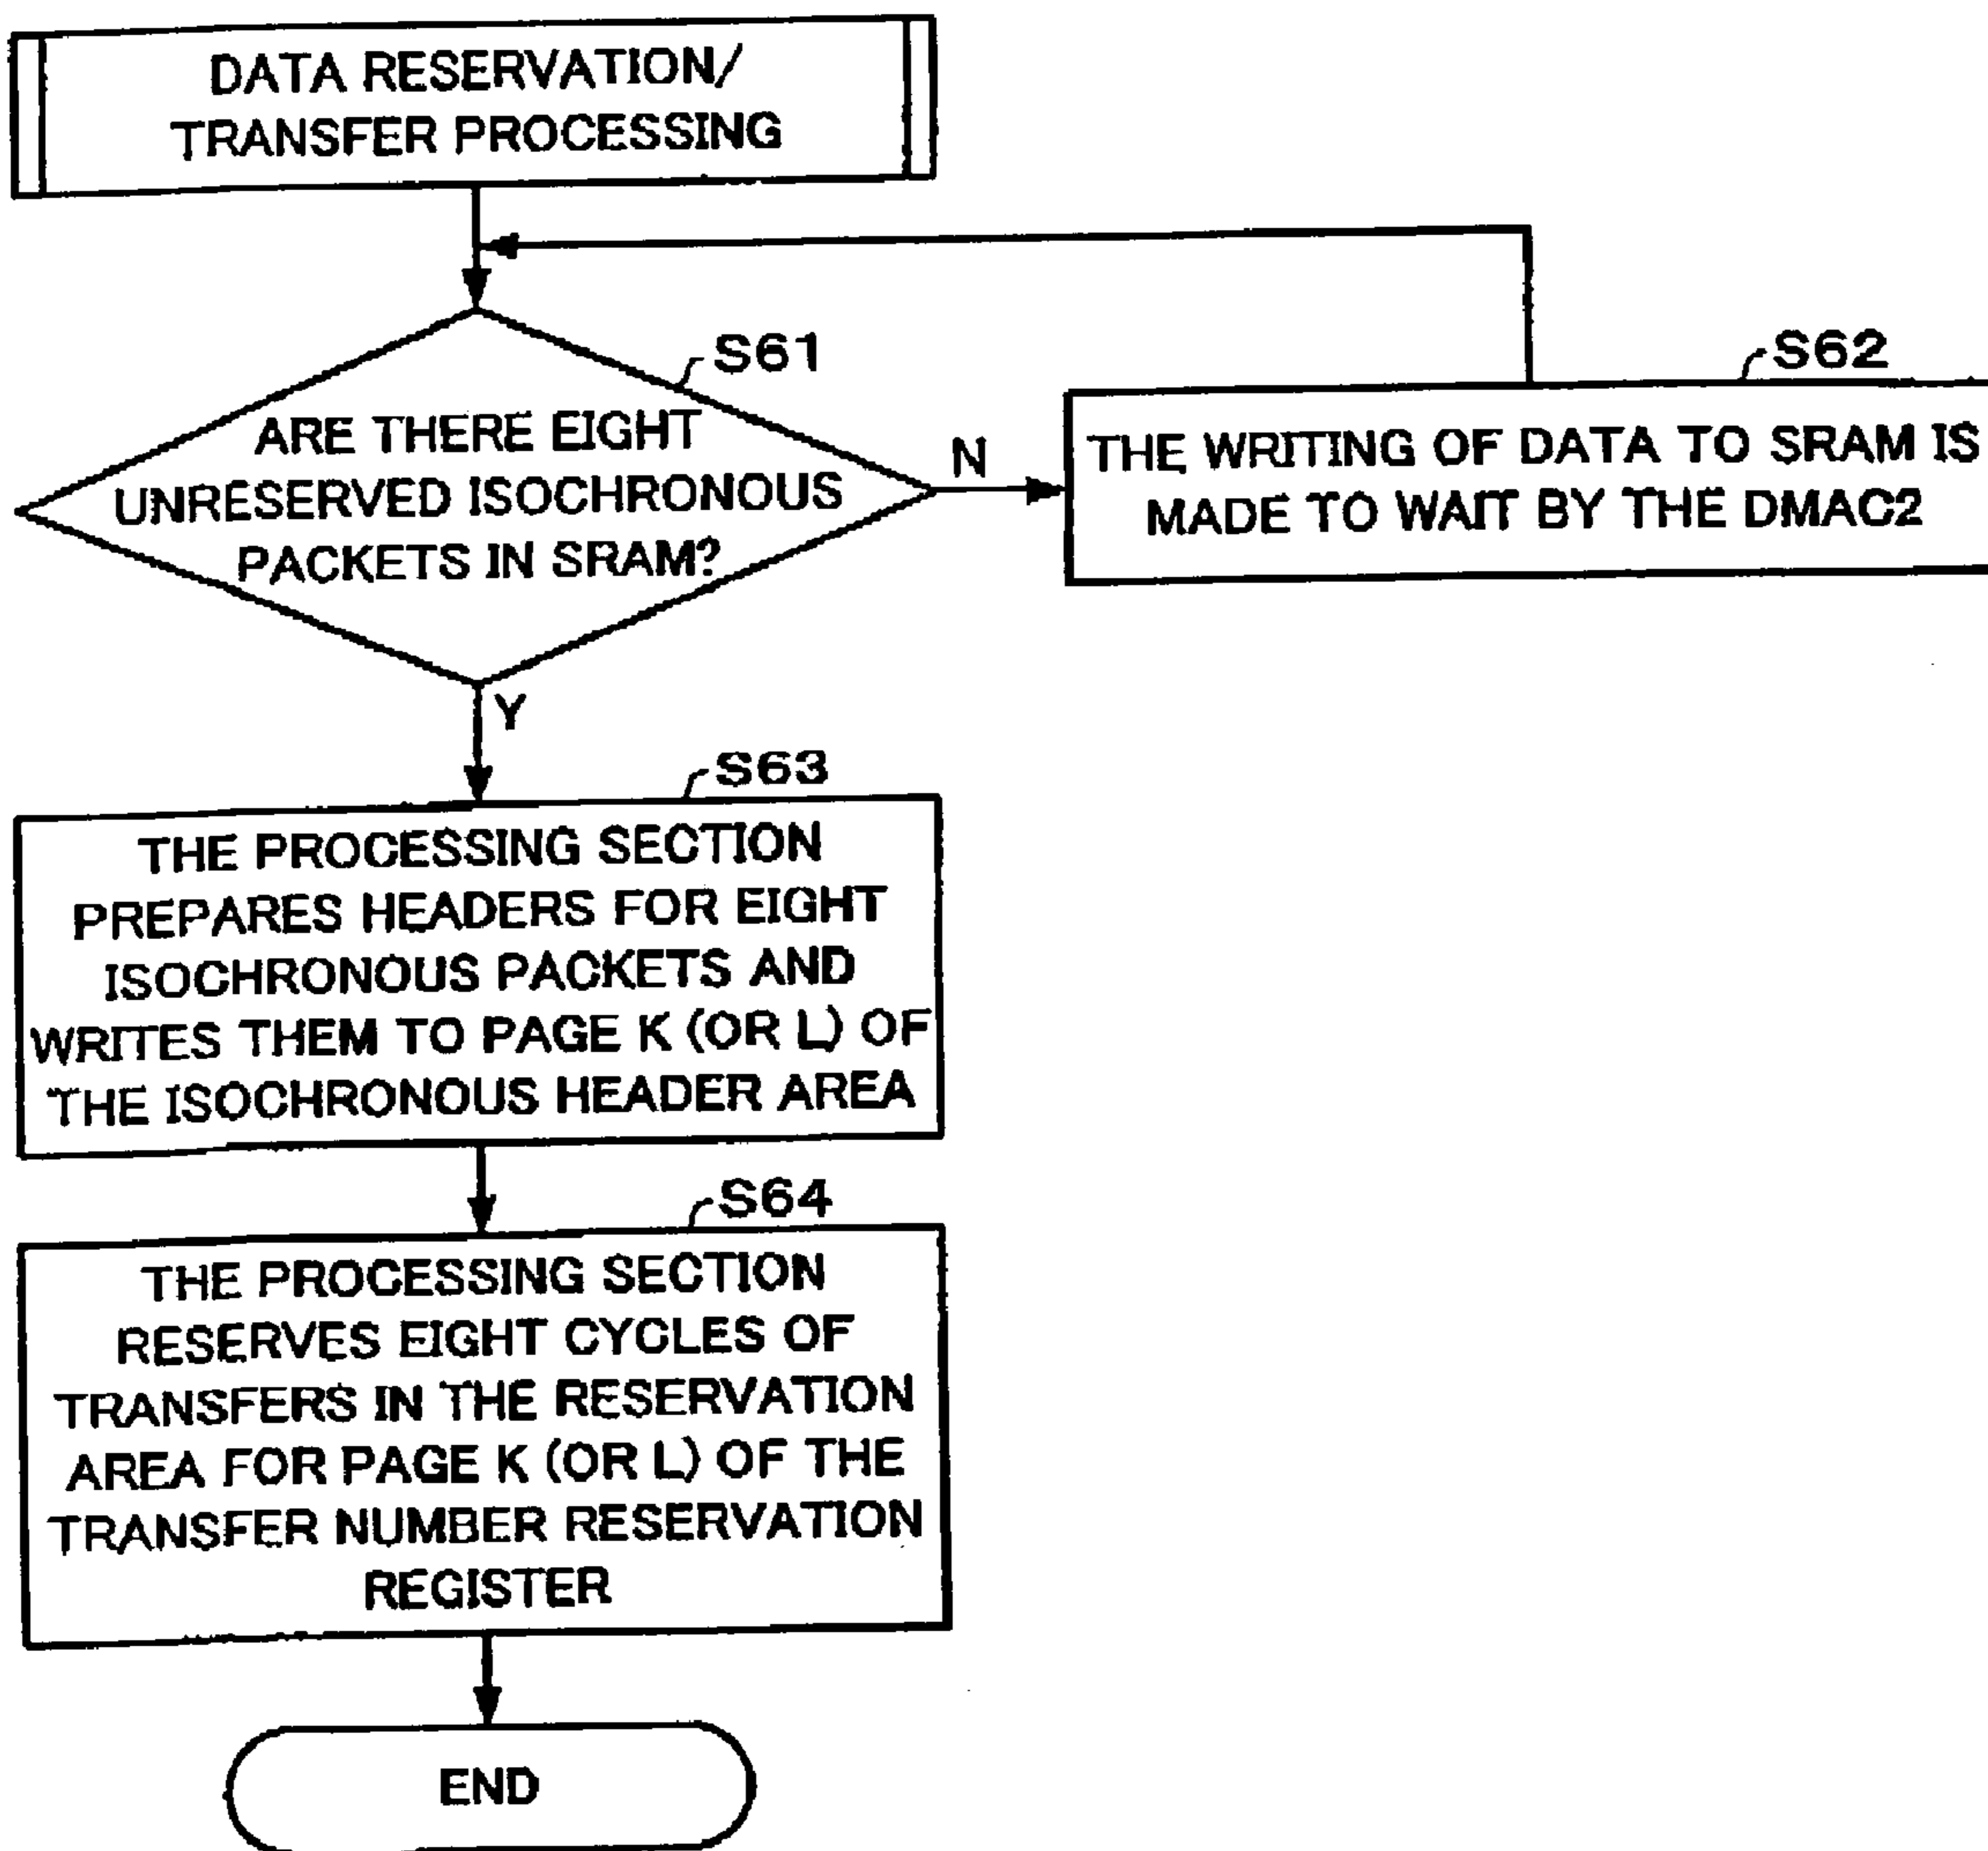 DATA RESERVATION/
TRANSFER PROCESSING
S61
ARE THERE EIGHT
UNRESERVED ISOCHRONOUS
PACKETS IN SRAM?
N
S62
THE WRITING OF DATA TO SRAM IS
MADE TO WAIT BY THE DMAC2
Y
S63
THE PROCESSING SECTION
PREPARES HEADERS FOR EIGHT
ISOCHRONOUS PACKETS AND
WRITES THEM TO PAGE K (OR L) OF
THE ISOCHRONOUS HEADER AREA
S64
THE PROCESSING SECTION
RESERVES EIGHT CYCLES OF
TRANSFERS IN THE RESERVATION
AREA FOR PAGE K (OR L) OF THE
TRANSFER NUMBER RESERVATION
REGISTER
END